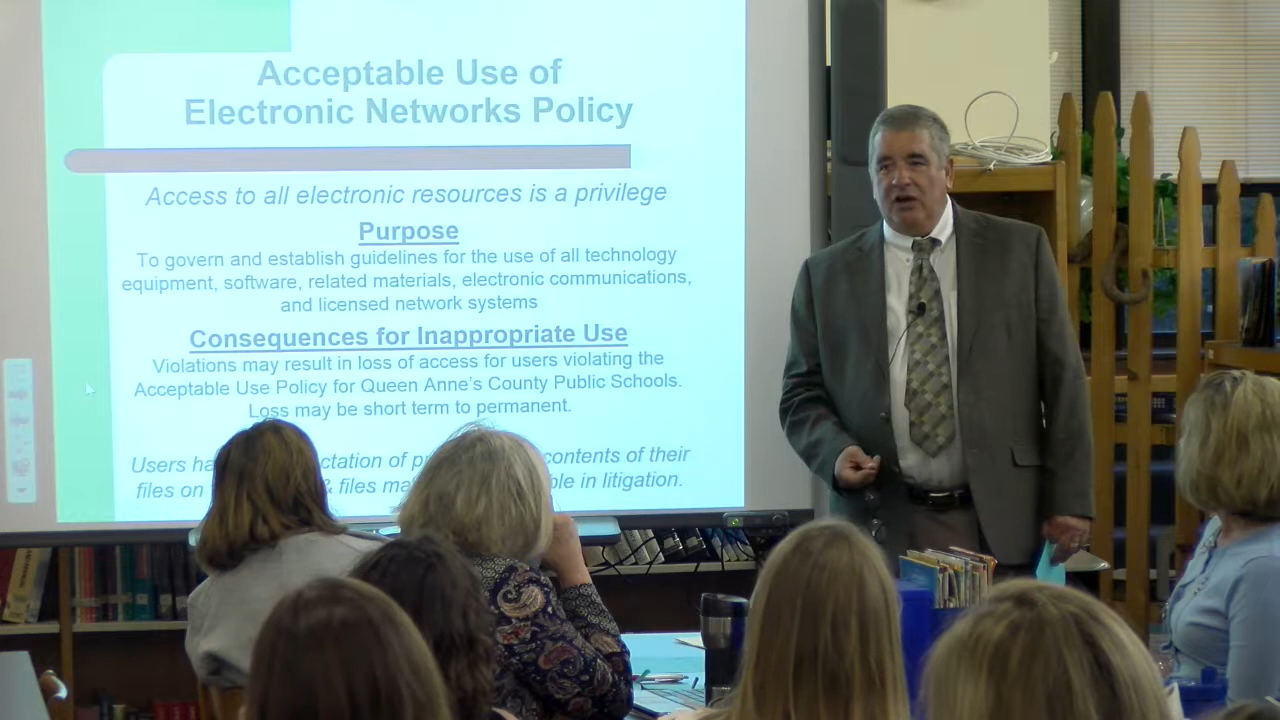 Acceptable Use of
Electronic Networks Policy
Access to all electronic resources is a privilege
Purpose
To govern and establish guidelines for the use of all technology
equipment, software, related materials, electronic communications,
and licensed network systems
Consequences for Inappropriate Use
Violations may result in loss of access for users violating the
Acceptable Use Policy for Queen Anne's County Public Schools.
Loss may be short term to permanent.
Users contents of their
files on & files in litigation.